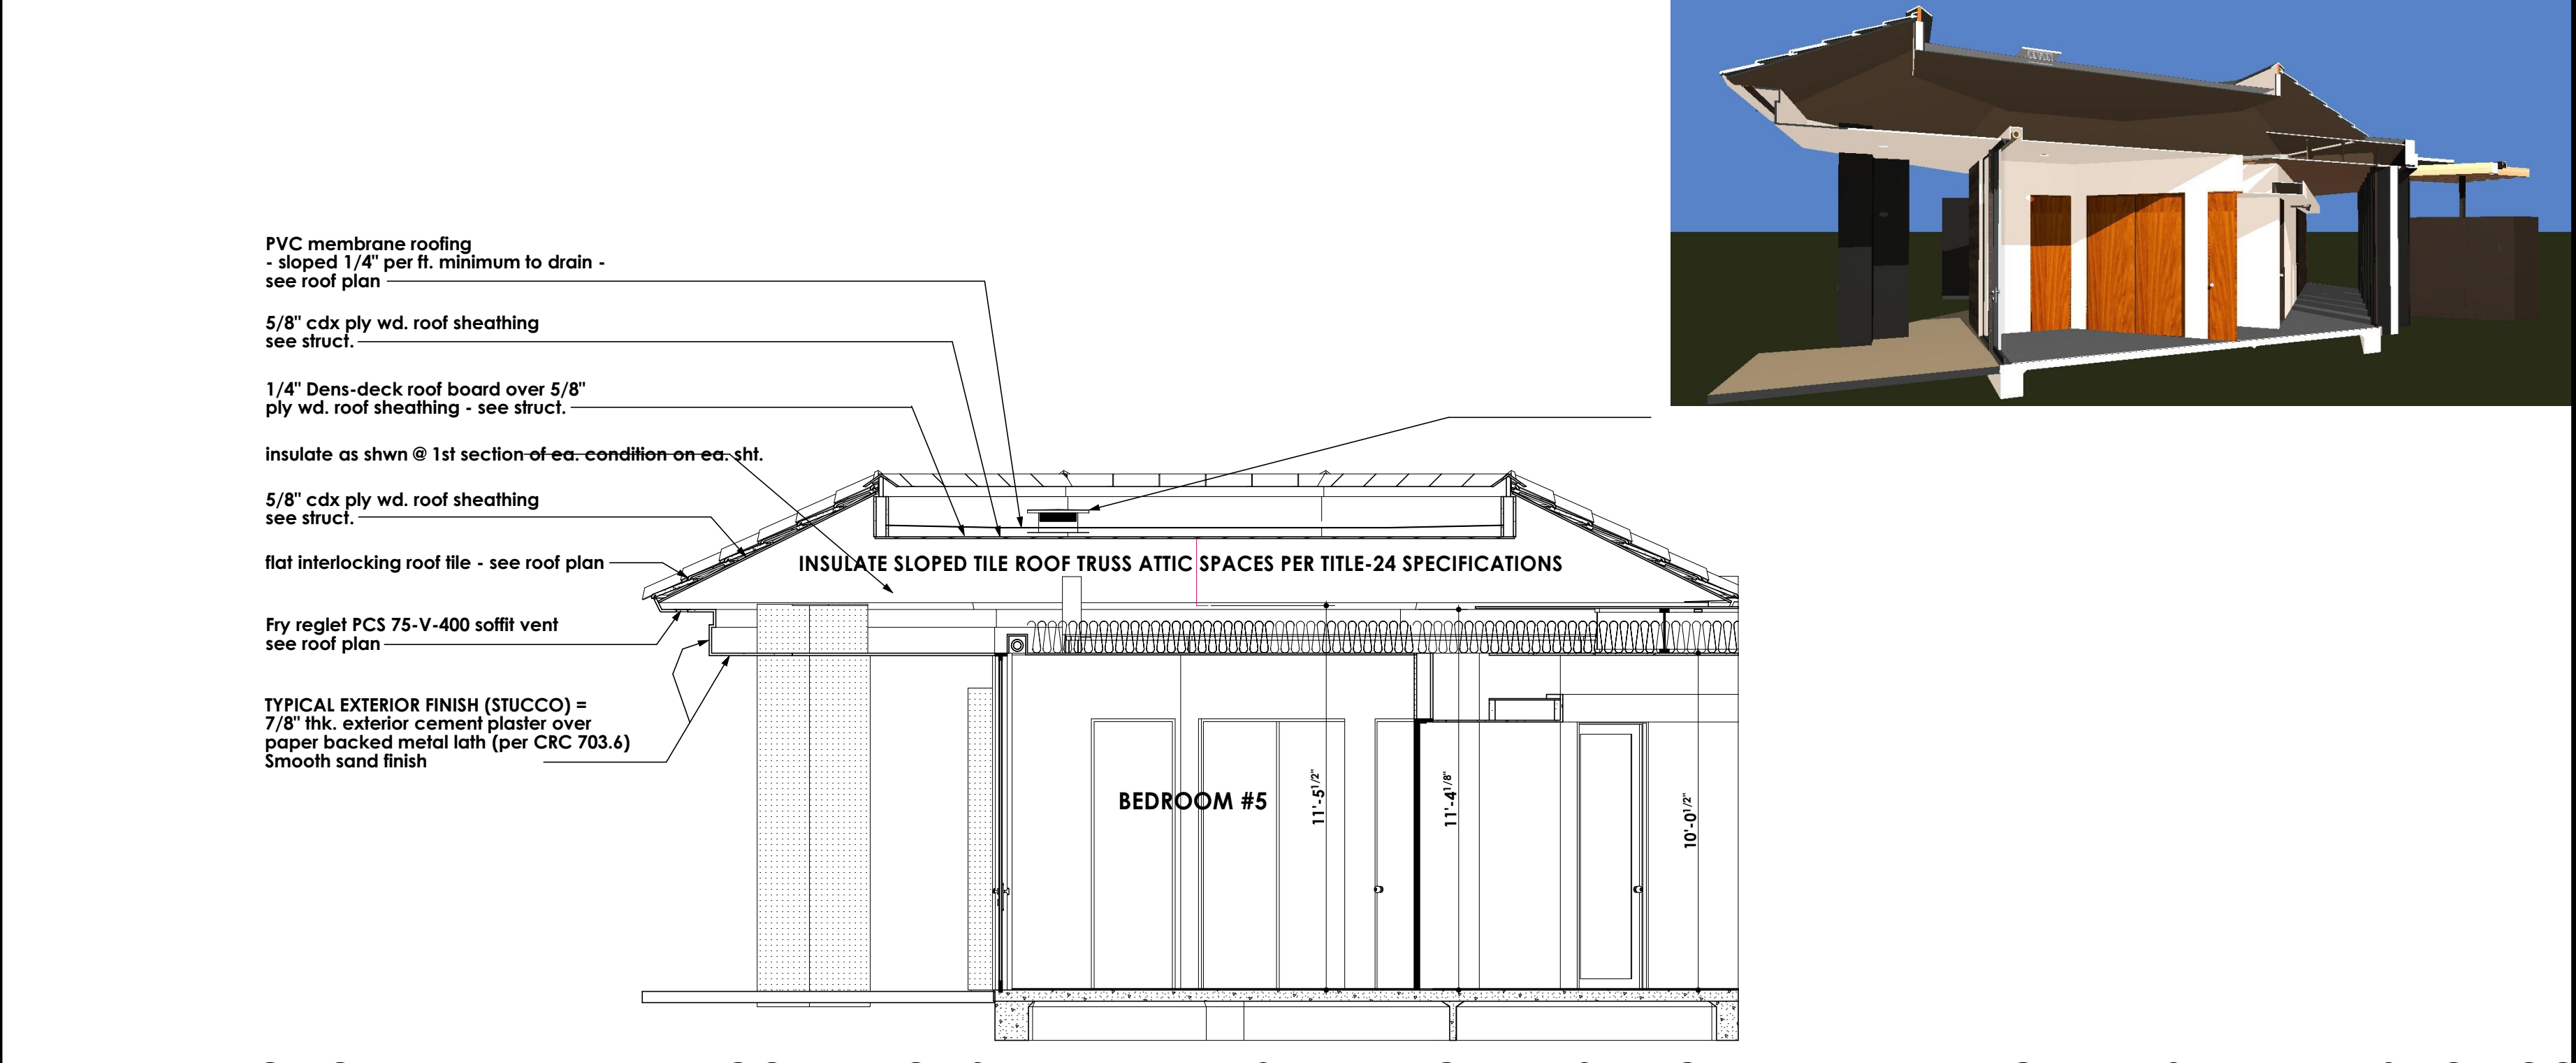 PVC membrane roofing
- sloped 1/4" per ft. minimum to drain -
see roof plan
5/8" cdx ply wd. roof sheathing
see struct.
1/4" Dens-deck roof board over 5/8"
ply wd. roof sheathing - see struct.
insulate as shwn @ 1st section of ea. condition on ea. sht.
5/8" cdx ply wd. roof sheathing
see struct.
flat interlocking roof tile - see roof plan
Fry reglet PCS 75-V-400 soffit vent
see roof plan
TYPICAL EXTERIOR FINISH (STUCCO) =
7/8" thk. exterior cement plaster over
paper backed metal lath (per CRC 703.6)
Smooth sand finish
INSULATE SLOPED TILE ROOF TRUSS ATTIC SPACES PER TITLE-24 SPECIFICATIONS
BEDROOM #5
11'-5 1/2"
11'-4 1/8"
10'-0 1/2"